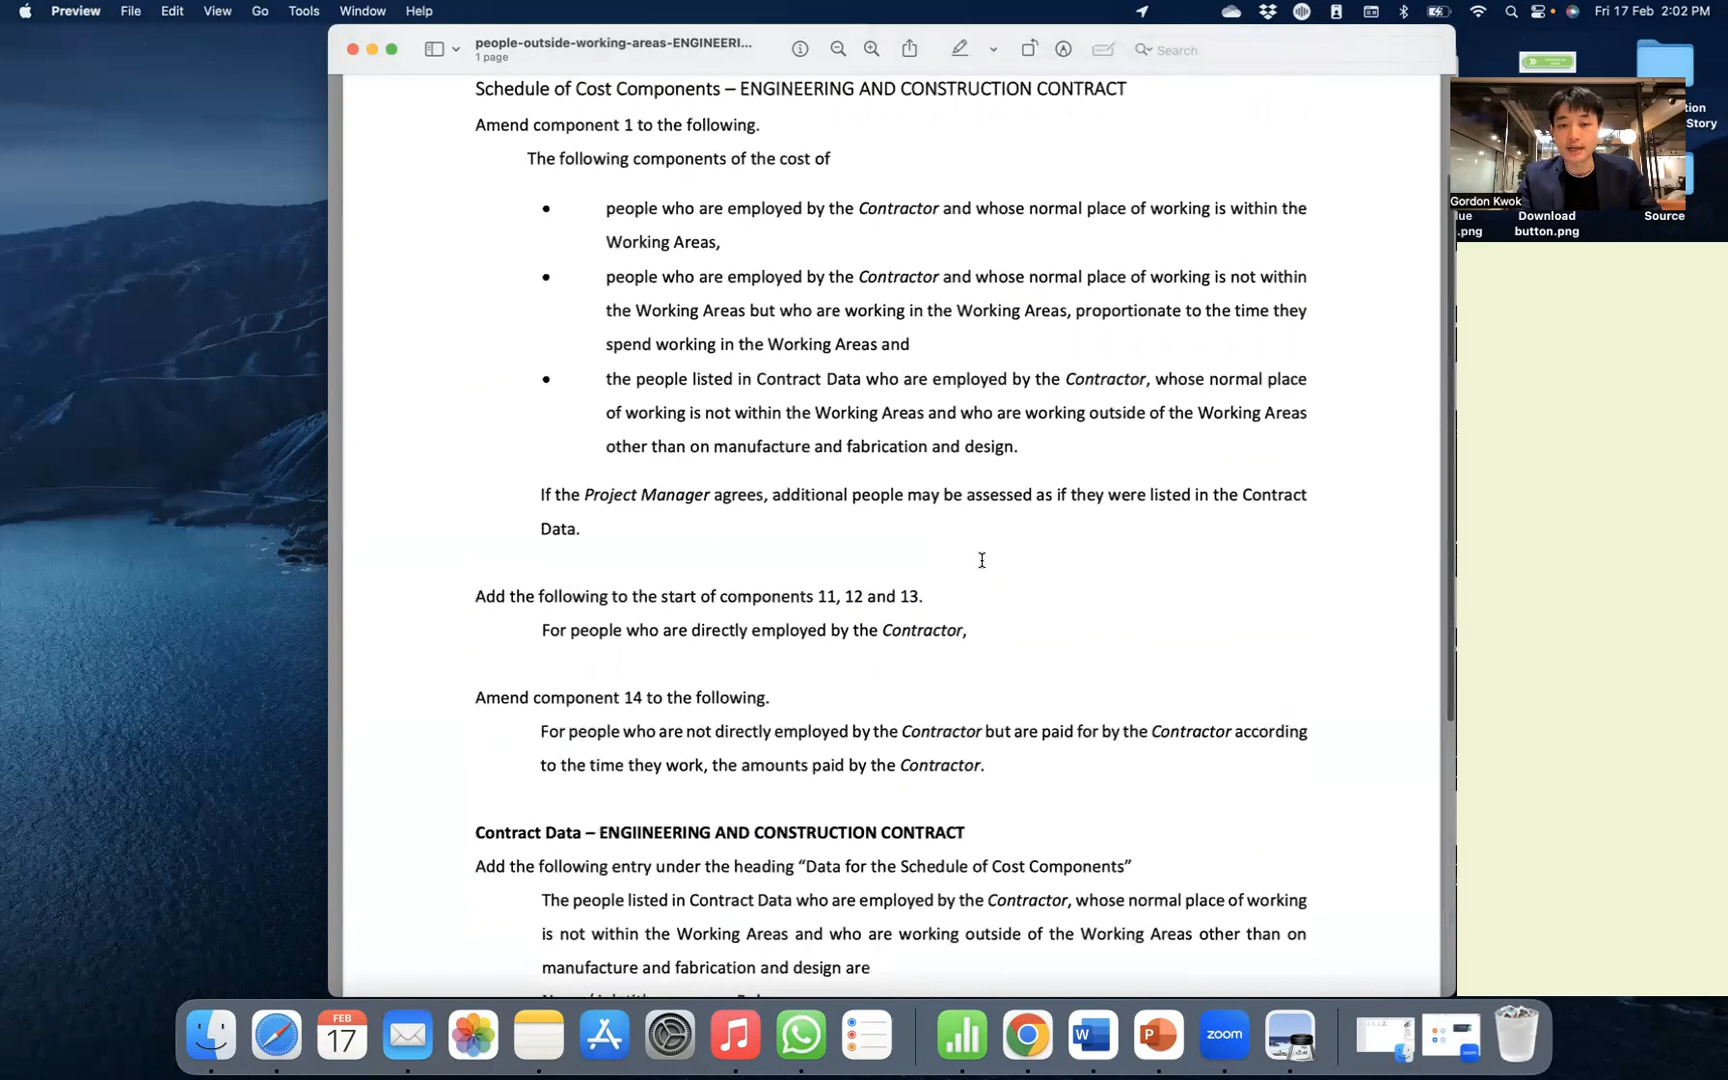 Preview File Edit View Go Tools Window Help
Fri 17 Feb 2:02 PM
people-outside-working-areas-ENGINEERI...
1 page
Search
Schedule of Cost Components – ENGINEERING AND CONSTRUCTION CONTRACT
Amend component 1 to the following.
The following components of the cost of
• people who are employed by the Contractor and whose normal place of working is within the
Working Areas,
• people who are employed by the Contractor and whose normal place of working is not within
the Working Areas but who are working in the Working Areas, proportionate to the time they
spend working in the Working Areas and
• the people listed in Contract Data who are employed by the Contractor, whose normal place
of working is not within the Working Areas and who are working outside of the Working Areas
other than on manufacture and fabrication and design.
If the Project Manager agrees, additional people may be assessed as if they were listed in the Contract
Data.
Add the following to the start of components 11, 12 and 13.
For people who are directly employed by the Contractor,
Amend component 14 to the following.
For people who are not directly employed by the Contractor but are paid for by the Contractor according
to the time they work, the amounts paid by the Contractor.
Contract Data – ENGIINEERING AND CONSTRUCTION CONTRACT
Add the following entry under the heading “Data for the Schedule of Cost Components”
The people listed in Contract Data who are employed by the Contractor, whose normal place of working
is not within the Working Areas and who are working outside of the Working Areas other than on
manufacture and fabrication and design are
tion
Story
Gordon Kwok
lue
.png
Download
button.png
Source
FEB
17
zoom